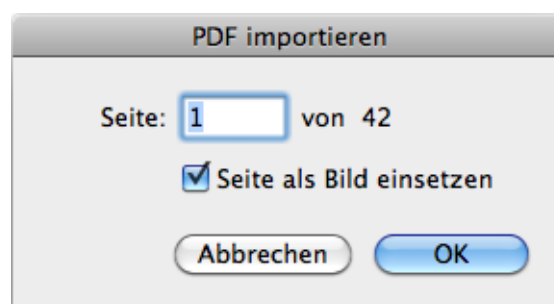 PDF importieren
Seite: 1 von 42
Seite als Bild einsetzen
Abbrechen OK